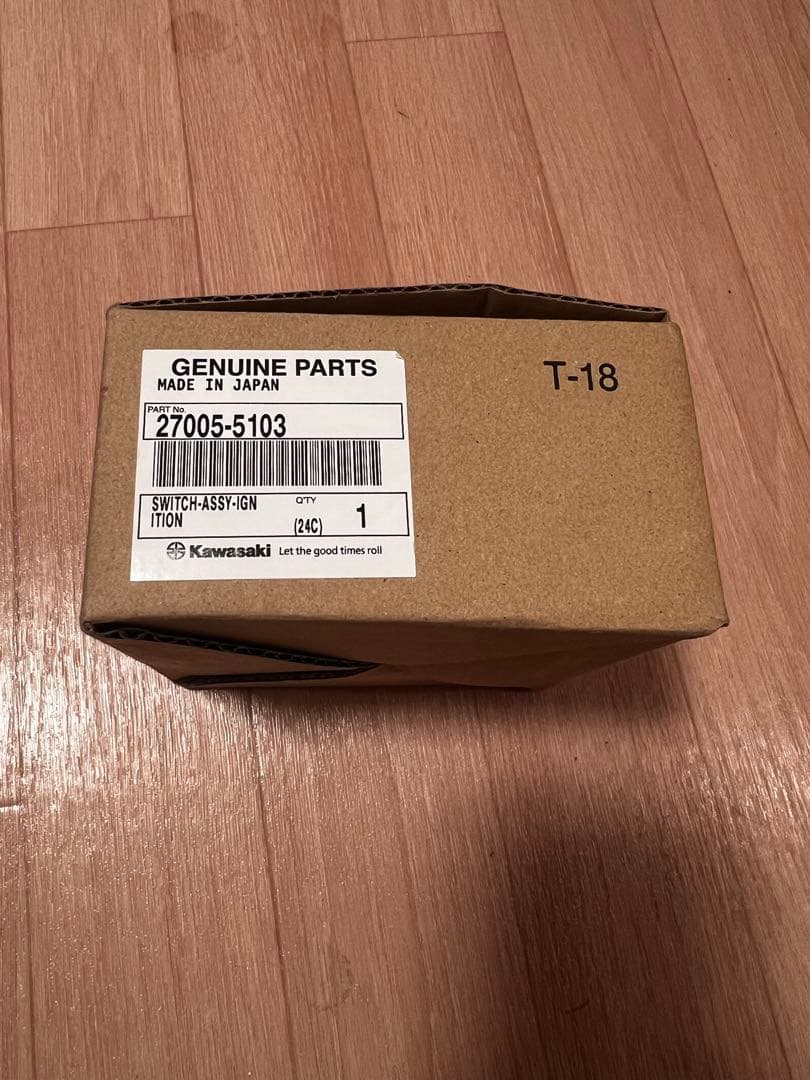 GENUINE PARTS
MADE IN JAPAN
T-18
PART No.
27005-5103
SWITCH-ASSY-IGN
ITION
Q'TY
(24C)
1
Kawasaki Let the good times roll